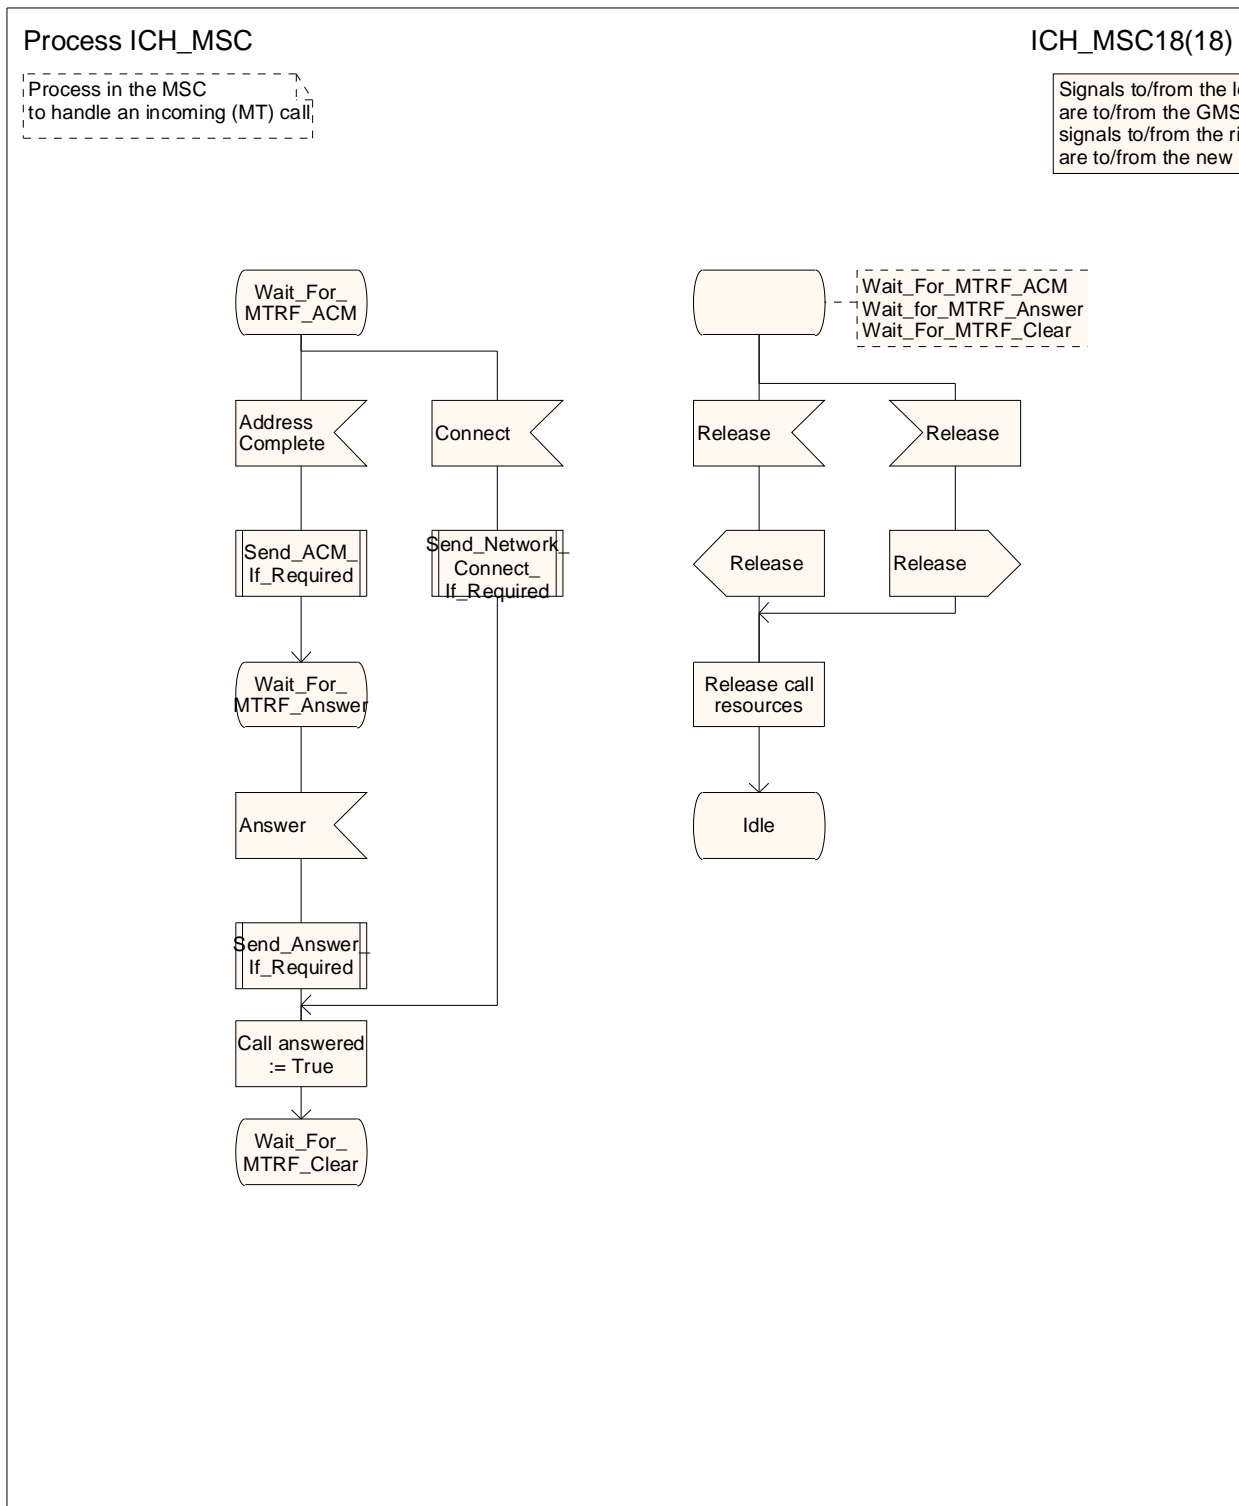 Process ICH_MSC
ICH_MSC18(18)
Process in the MSC
to handle an incoming (MT) call
Signals to/from the
are to/from the
signals to/from the
are to/from the new
Wait_For_
MTRF_ACM
Wait_For_MTRF_ACM
Wait_for_MTRF_Answer
Wait_For_MTRF_Clear
Address
Complete
Connect
Release
Release
Send_ACM_
If_Required
Send_Network_
Connect_
If_Required
Release
Release
Wait_For_
MTRF_Answer
Release call
resources
Answer
Idle
Send_Answer_
If_Required
Call answered
:= True
Wait_For_
MTRF_Clear